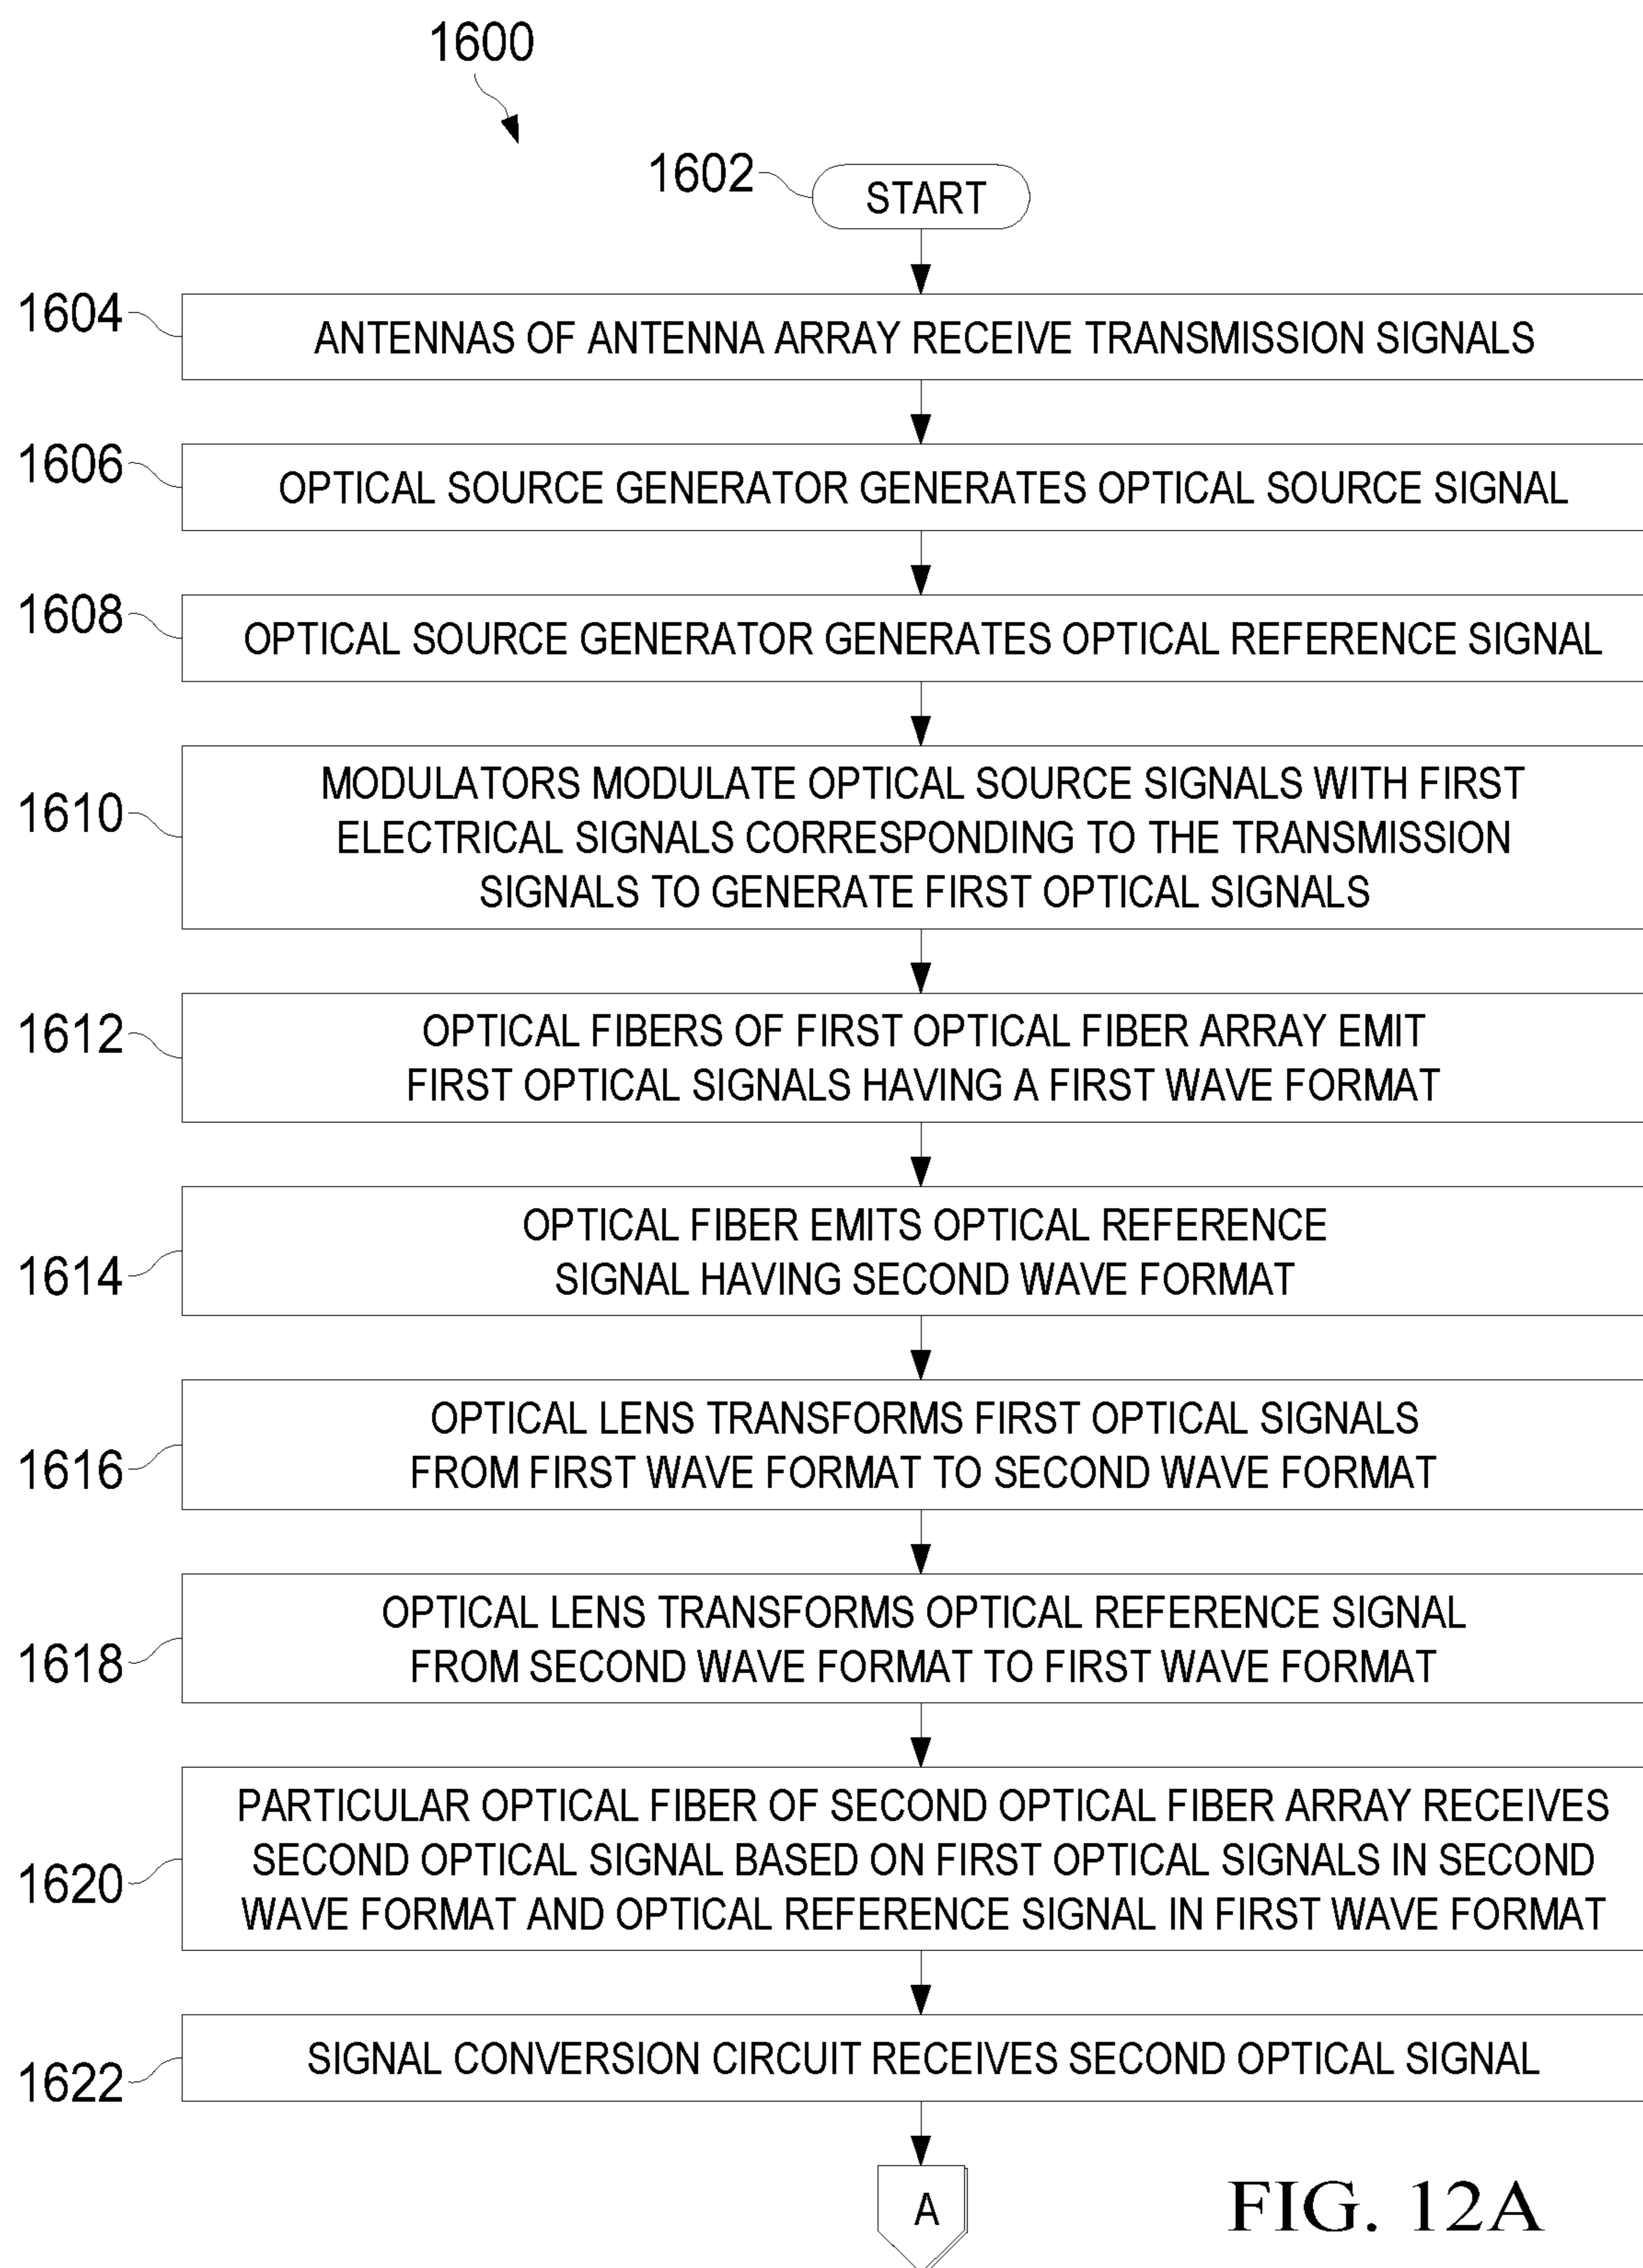 1600
1602
START
1604
ANTENNAS OF ANTENNA ARRAY RECEIVE TRANSMISSION SIGNALS
1606
OPTICAL SOURCE GENERATOR GENERATES OPTICAL SOURCE SIGNAL
1608
OPTICAL SOURCE GENERATOR GENERATES OPTICAL REFERENCE SIGNAL
1610
MODULATORS MODULATE OPTICAL SOURCE SIGNALS WITH FIRST
ELECTRICAL SIGNALS CORRESPONDING TO THE TRANSMISSION
SIGNALS TO GENERATE FIRST OPTICAL SIGNALS
1612
OPTICAL FIBERS OF FIRST OPTICAL FIBER ARRAY EMIT
FIRST OPTICAL SIGNALS HAVING A FIRST WAVE FORMAT
1614
OPTICAL FIBER EMITS OPTICAL REFERENCE
SIGNAL HAVING SECOND WAVE FORMAT
1616
OPTICAL LENS TRANSFORMS FIRST OPTICAL SIGNALS
FROM FIRST WAVE FORMAT TO SECOND WAVE FORMAT
1618
OPTICAL LENS TRANSFORMS OPTICAL REFERENCE SIGNAL
FROM SECOND WAVE FORMAT TO FIRST WAVE FORMAT
1620
PARTICULAR OPTICAL FIBER OF SECOND OPTICAL FIBER ARRAY RECEIVES
SECOND OPTICAL SIGNAL BASED ON FIRST OPTICAL SIGNALS IN SECOND
WAVE FORMAT AND OPTICAL REFERENCE SIGNAL IN FIRST WAVE FORMAT
1622
SIGNAL CONVERSION CIRCUIT RECEIVES SECOND OPTICAL SIGNAL
A
FIG. 12A